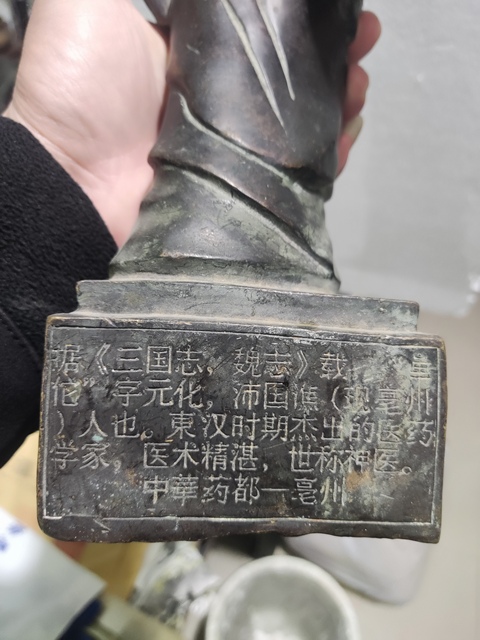 据《三国志，魏志》载
佗”字元化，沛国谯（现亳州
）人也。東汉时期杰出的医药
学家，医术精湛，世称神医。
中華药都—亳州